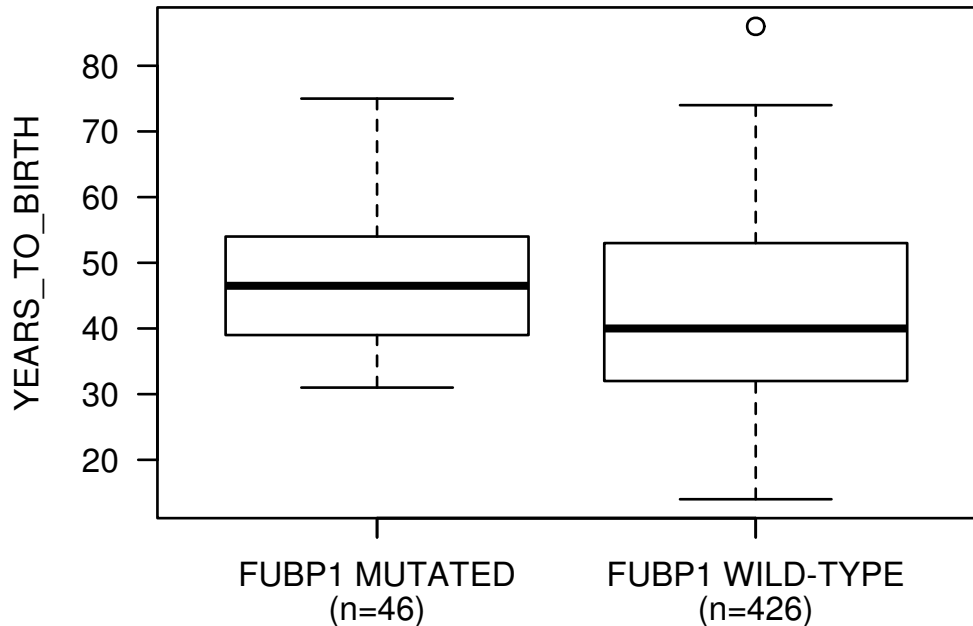 YEARS_TO_BIRTH
80
70
60
50
40
30
20
FUBP1 MUTATED
(n=46)
FUBP1 WILD-TYPE
(n=426)